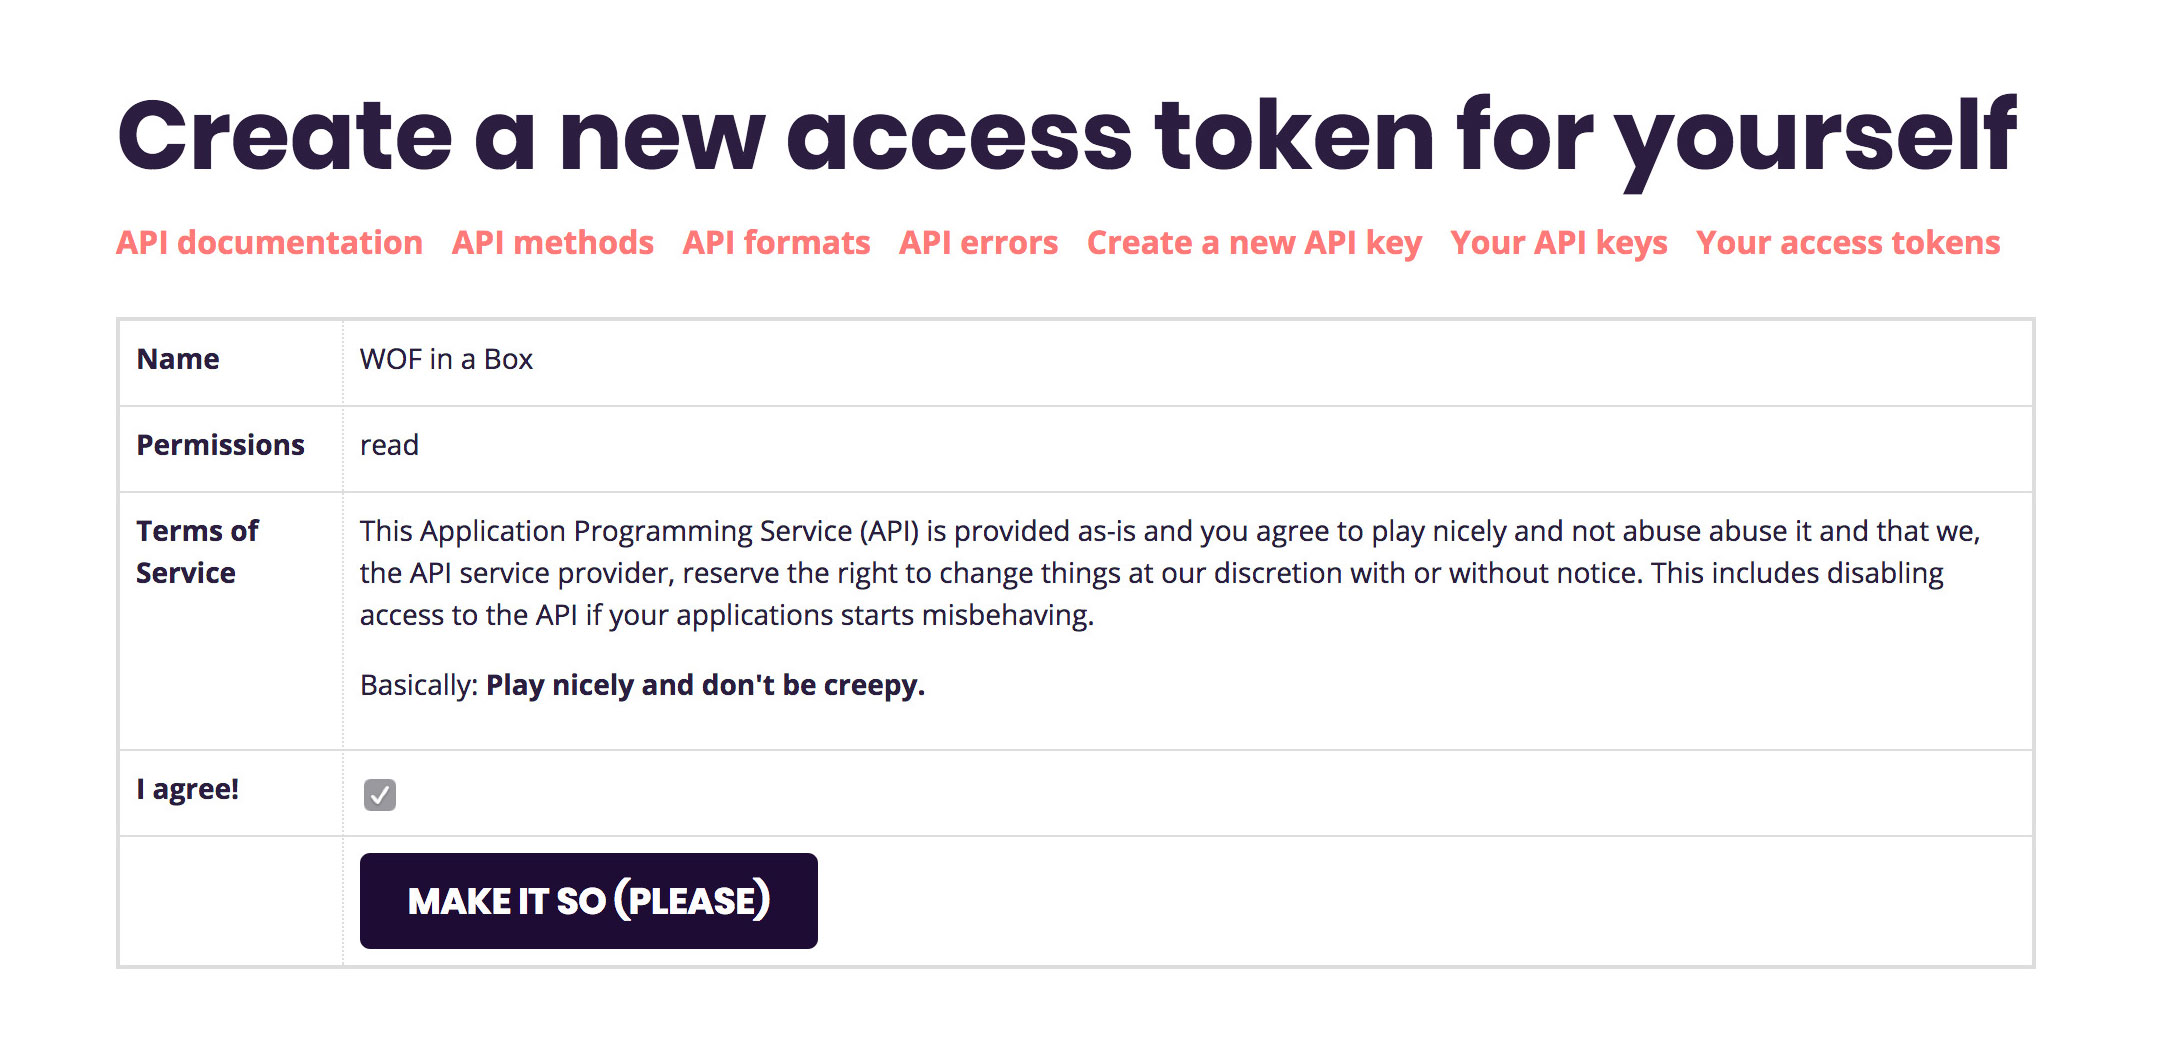 Create a new access token for yourself
API documentation API methods API formats API errors Create a new API key Your API keys Your access tokens
Name WOF in a Box
Permissions read
Terms of Service
This Application Programming Service (API) is provided as-is and you agree to play nicely and not abuse abuse it and that we,
the API service provider, reserve the right to change things at our discretion with or without notice. This includes disabling
access to the API if your applications starts misbehaving.
Basically: Play nicely and don't be creepy.
I agree!
MAKE IT SO (PLEASE)